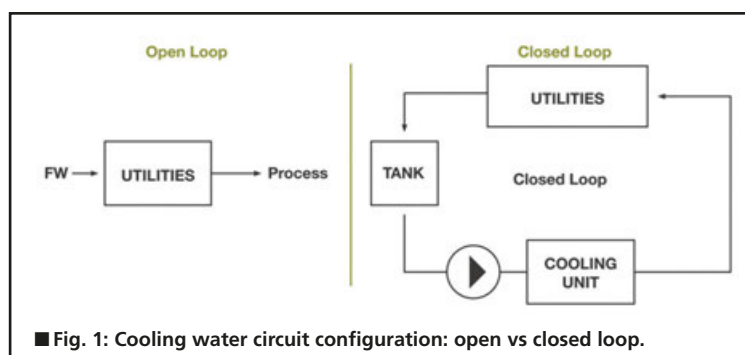 Open Loop
FW
UTILITIES
Process
Closed Loop
UTILITIES
TANK
Closed Loop
COOLING
UNIT
■ Fig. 1: Cooling water circuit configuration: open vs closed loop.